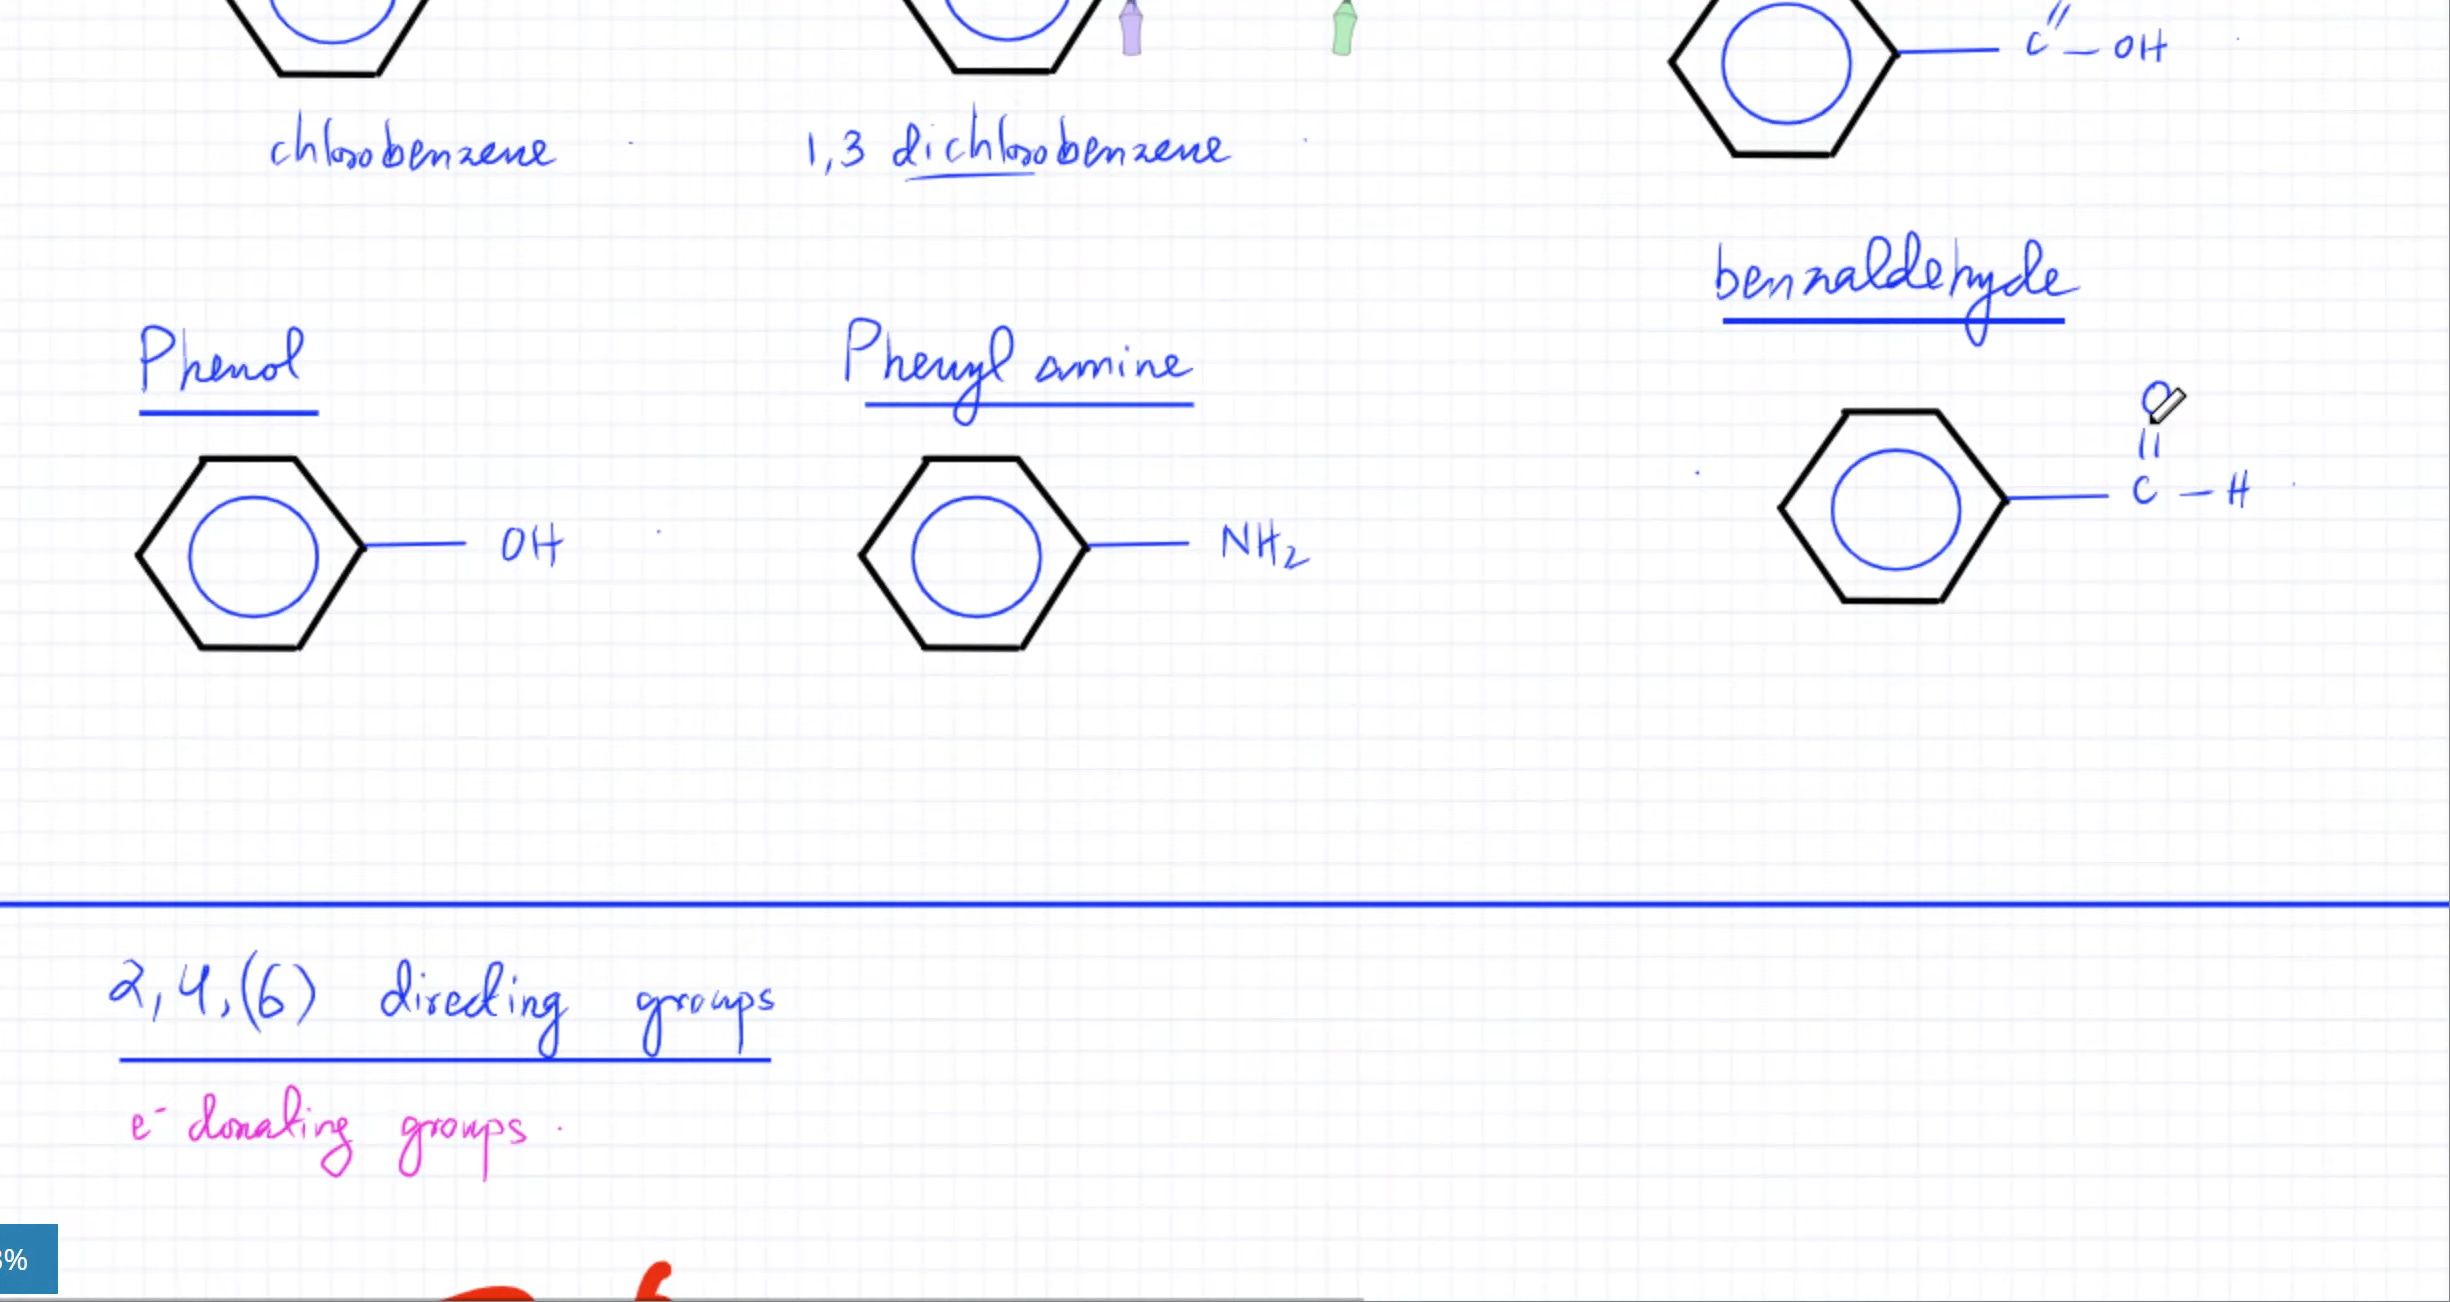 C — OH
chlorobenzene
1,3 dichlorobenzene
benzaldehyde
Phenol
Phenyl amine
O
C — H
OH
NH₂
2,4,(6) directing groups
e⁻ donating groups.
%